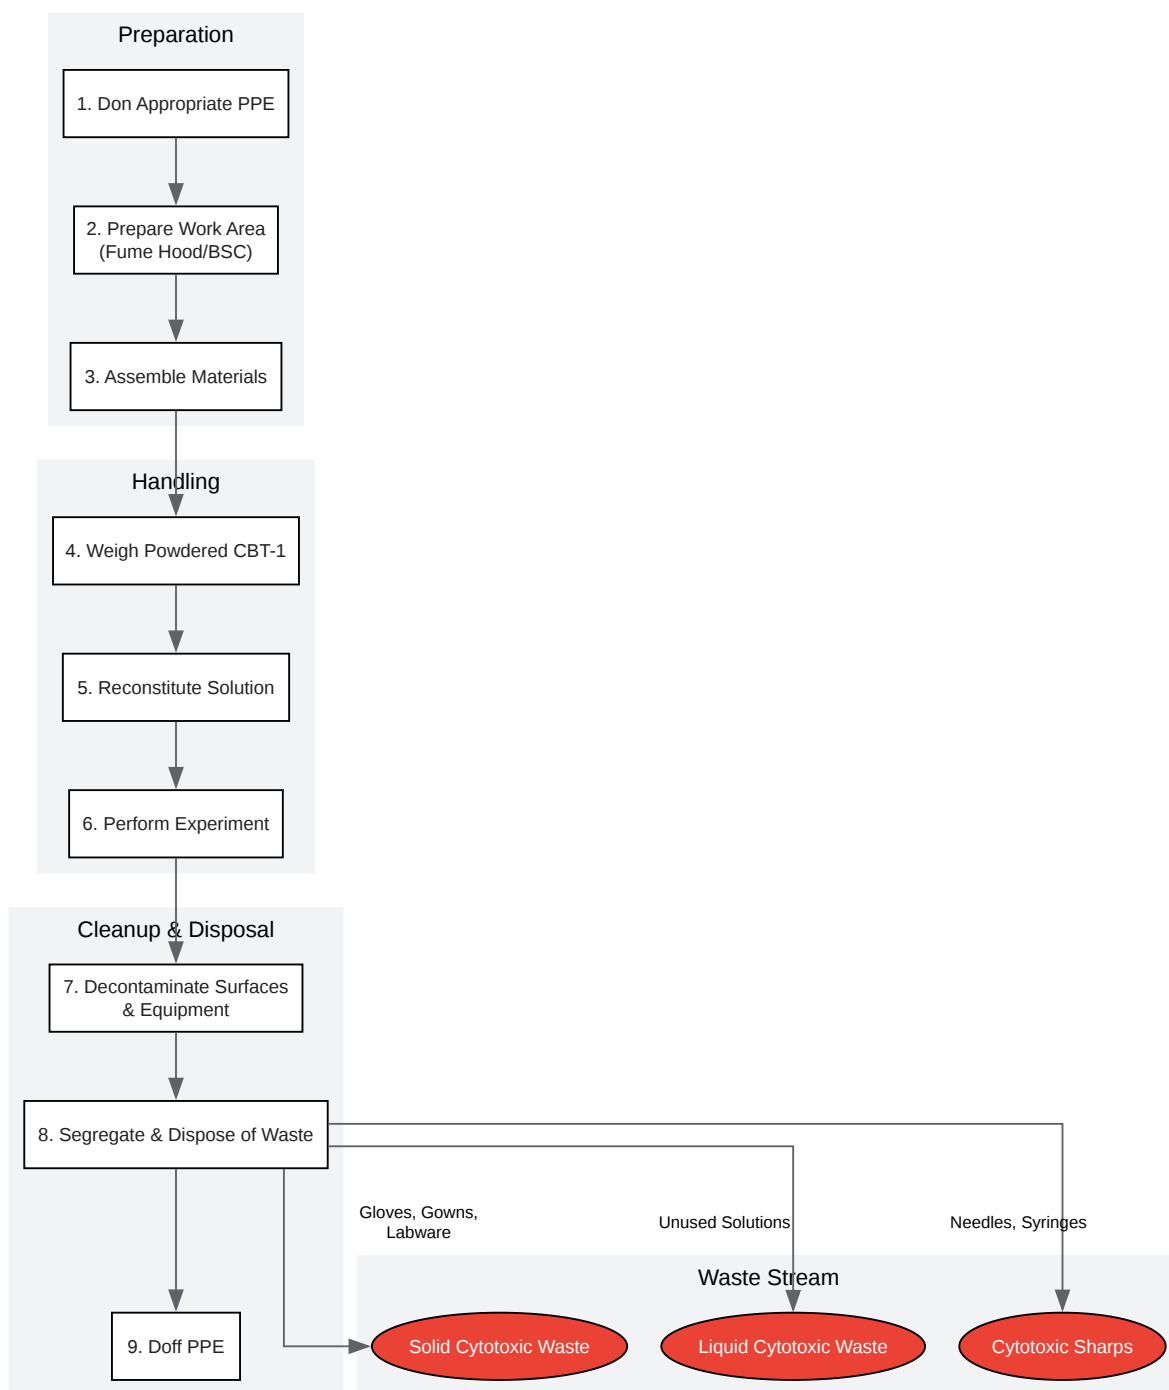 Preparation
1. Don Appropriate PPE
2. Prepare Work Area
(Fume Hood/BSC)
3. Assemble Materials
Handling
4. Weigh Powdered CBT-1
5. Reconstitute Solution
6. Perform Experiment
Cleanup & Disposal
7. Decontaminate Surfaces
& Equipment
8. Segregate & Dispose of Waste
Gloves, Gowns,
Labware
Unused Solutions
Needles, Syringes
Waste Stream
9. Doff PPE
Solid Cytotoxic Waste
Liquid Cytotoxic Waste
Cytotoxic Sharps